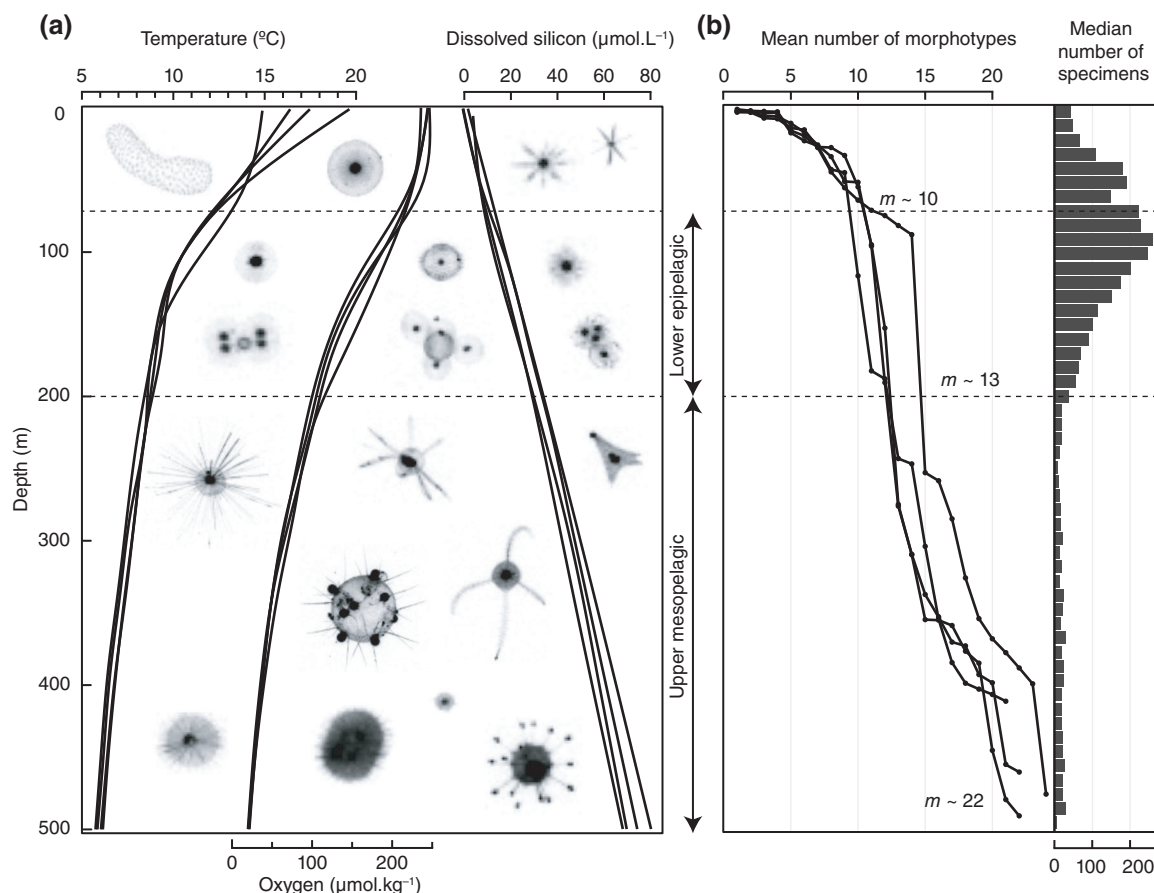 (a)
Temperature (ºC)
5 10 15 20
Dissolved silicon (µmol.L⁻¹)
0 20 40 60 80
(b)
Mean number of morphotypes
5 10 15 20
Median
number of
specimens
Depth (m)
0
100
200
300
400
500
Lower epipelagic
Upper mesopelagic
m ~ 10
m ~ 13
m ~ 22
0 100 200
Oxygen (µmol.kg⁻¹)
0 100 200